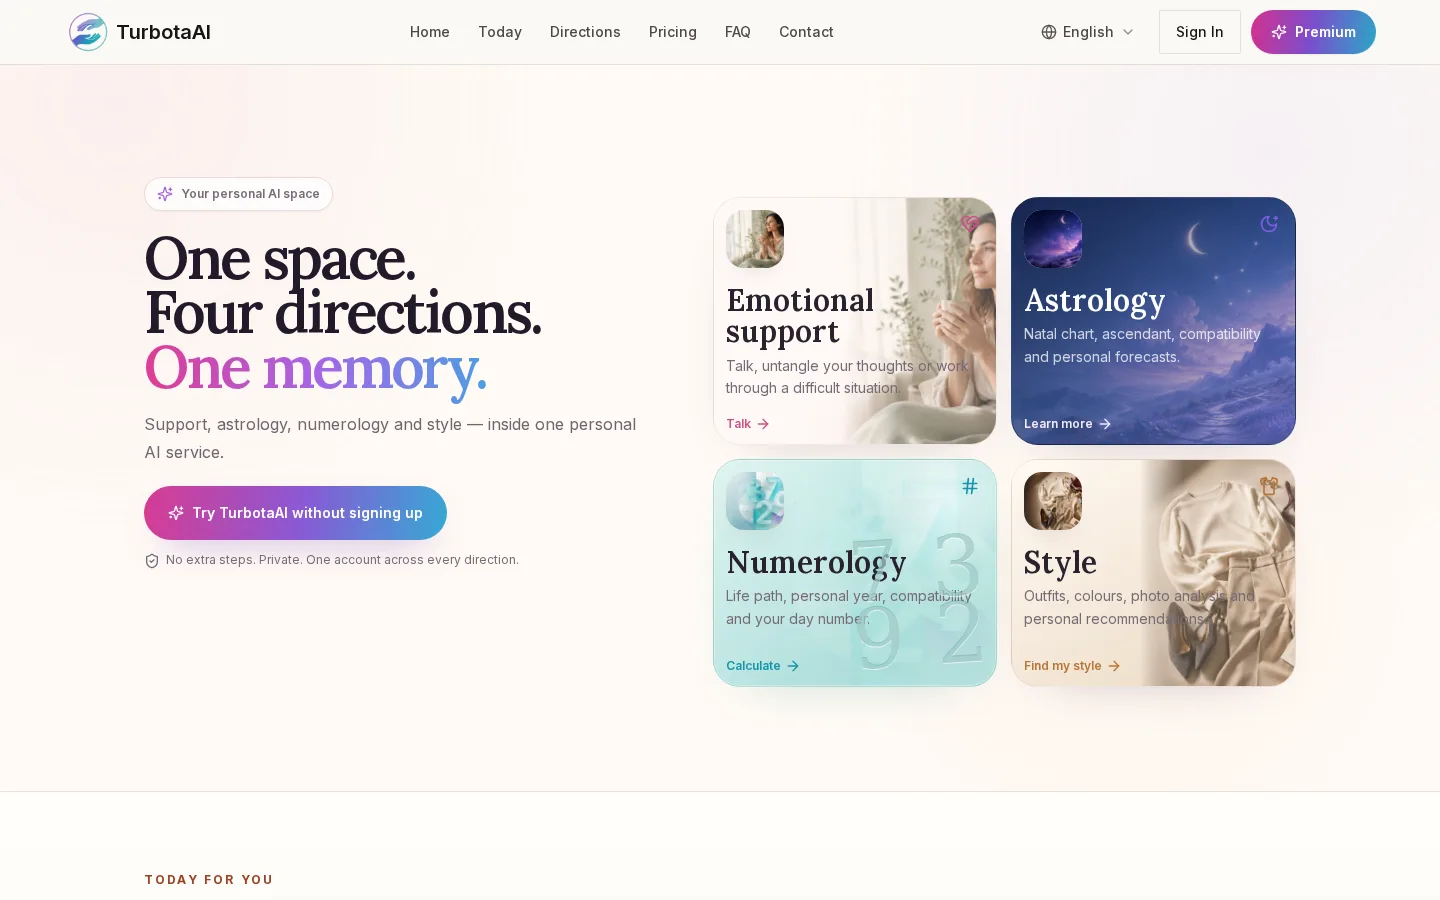 TurbotaAI
Home
Today
Directions
Pricing
FAQ
Contact
English
Sign In
Premium
Your personal AI space
One space.
Four directions.
One memory.
Support, astrology, numerology and style — inside one personal
AI service.
Try TurbotaAI without signing up
No extra steps. Private. One account across every direction.
Emotional
support
Talk, untangle your thoughts or work
through a difficult situation.
Talk
Astrology
Natal chart, ascendant, compatibility
and personal forecasts.
Learn more
Numerology
Life path, personal year, compatibility
and your day number.
Calculate
7 3
9 2
Style
Outfits, colours, photo analysis and
personal recommendations.
Find my style
TODAY FOR YOU